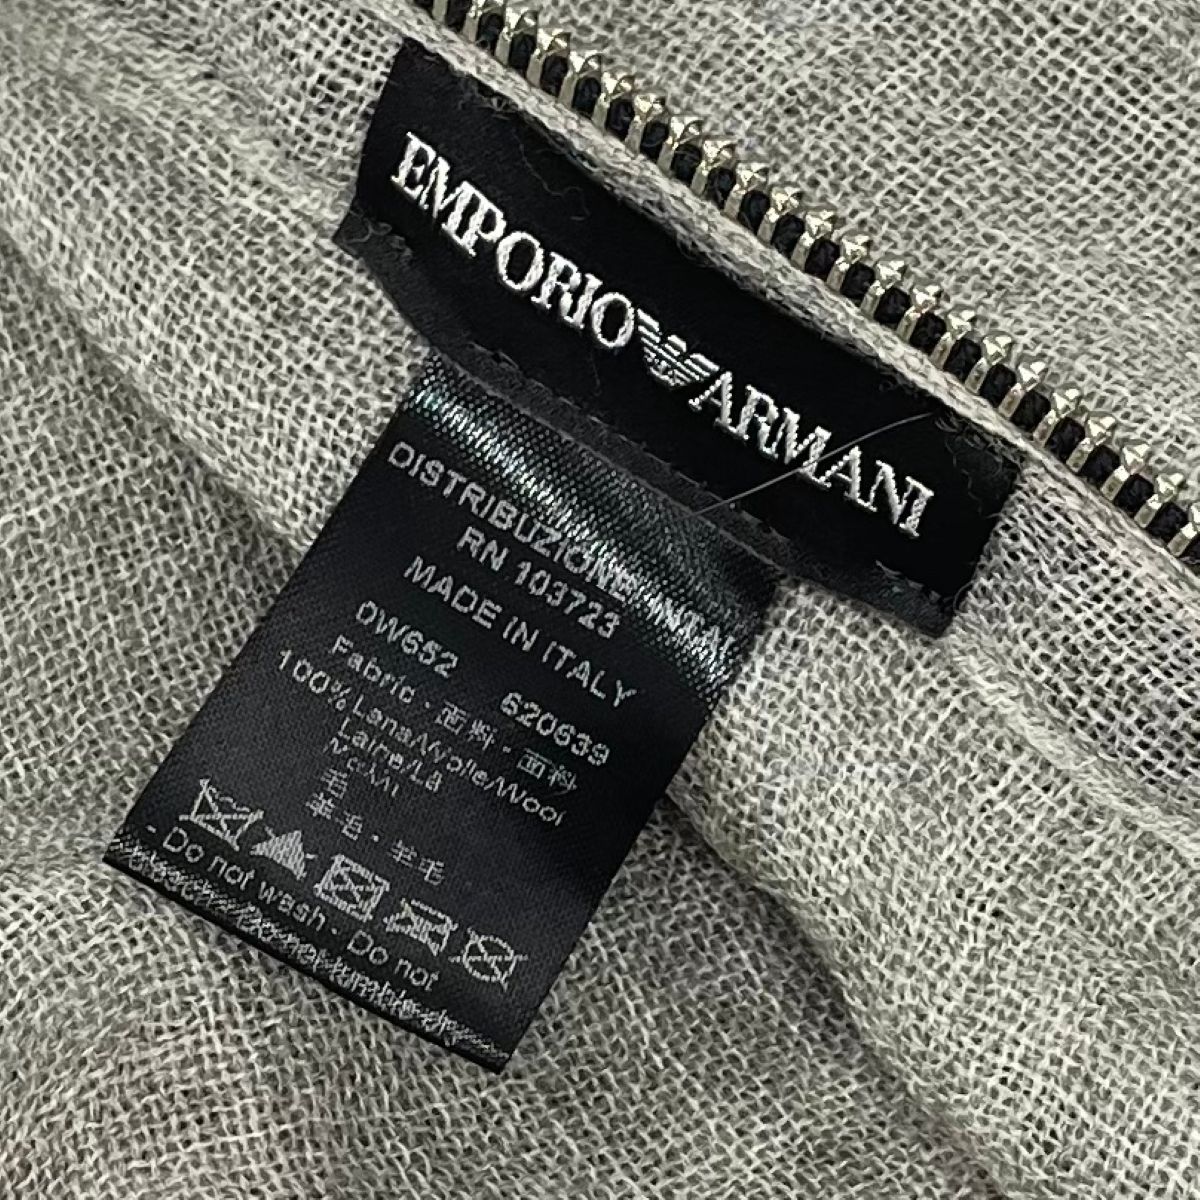 EMPORIO ARMANI
DISTRIBUZIONE
RN 103723
MADE IN ITALY
0W652 620639
Fabric · 面料 · 面料
100% Lana/Wolle/Wool
Laine/Lã
毛
羊毛 · 羊毛
- Do not wash - Do not